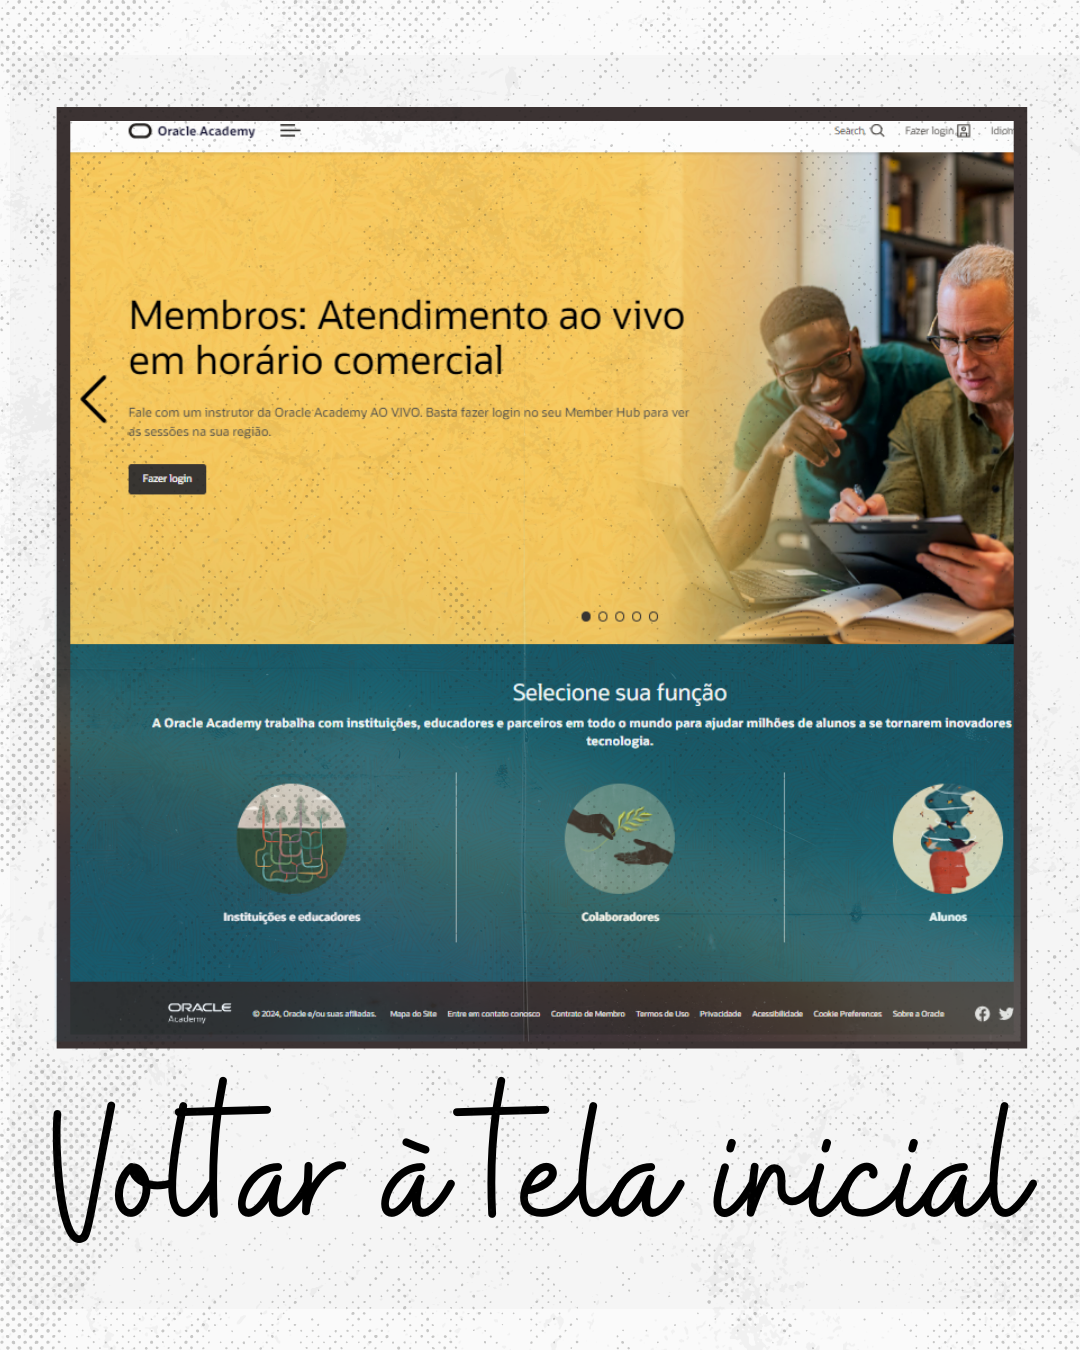 Oracle Academy
Search
Fazer login
Membros: Atendimento ao vivo
em horário comercial
Fale com um instrutor da Oracle Academy AO VIVO. Basta fazer login no seu Member Hub para ver
as sessões na sua região.
Fazer login
Selecione sua função
A Oracle Academy trabalha com instituições, educadores e parceiros em todo o mundo para ajudar milhões de alunos a se tornarem inovadores
tecnologia.
Instituições e educadores
Colaboradores
Alunos
ORACLE
Academy
© 2024, Oracle e/ou suas afiliadas.
Mapa do Site
Entre em contato conosco
Contrato de Membro
Termos de Uso
Privacidade
Acessibilidade
Cookie Preferences
Sobre a Oracle
Voltar à Tela inicial